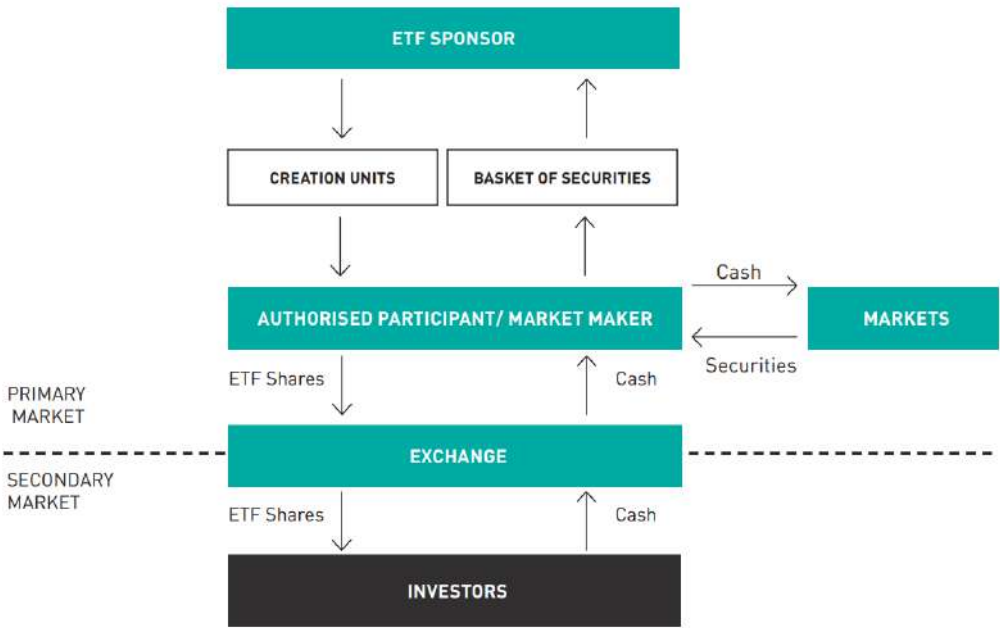 ETF SPONSOR
CREATION UNITS
BASKET OF SECURITIES
Cash
AUTHORISED PARTICIPANT/ MARKET MAKER
MARKETS
Securities
ETF Shares
Cash
PRIMARY
MARKET
EXCHANGE
SECONDARY
MARKET
ETF Shares
Cash
INVESTORS